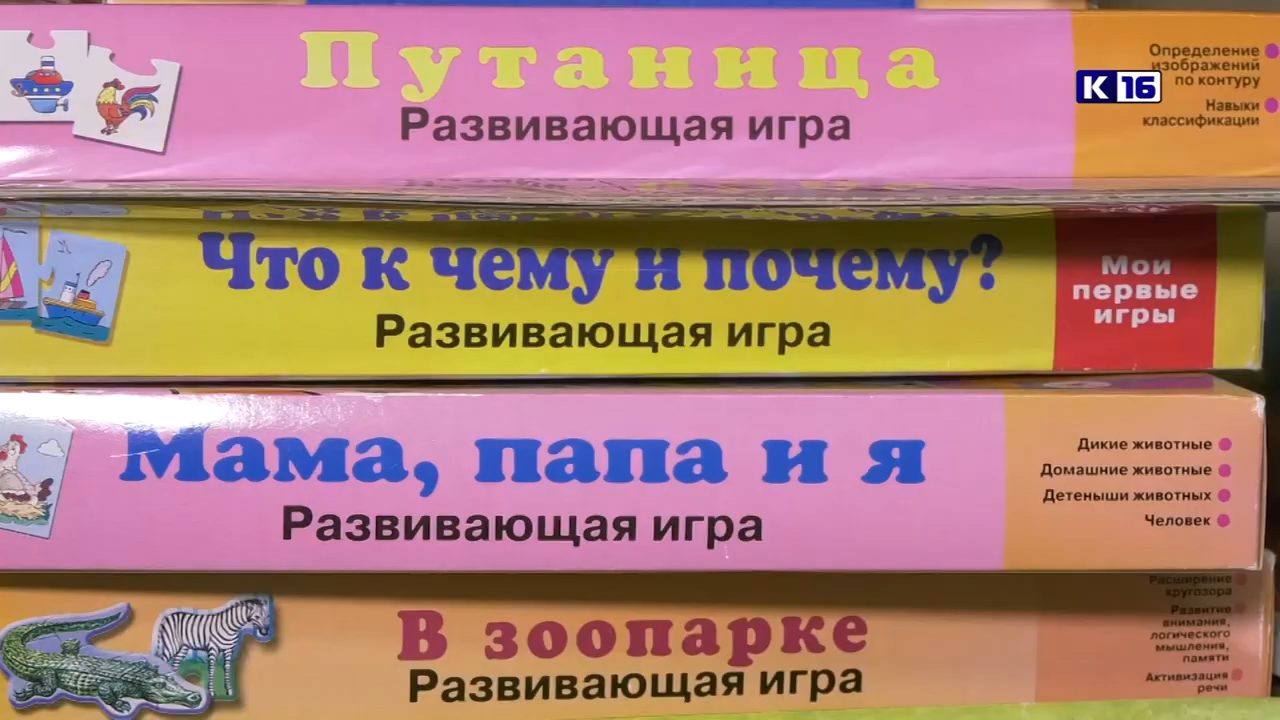 Путаница
Развивающая игра
Определение
изображений
по контуру
Навыки
классификации
К 16
Что к чему и почему?
Развивающая игра
Мои
первые
игры
Мама, папа и я
Развивающая игра
Дикие животные
Домашние животные
Детеныши животных
Человек
В зоопарке
Развивающая игра
Расширение
кругозора
Развитие
внимания,
логического
мышления,
памяти
Активизация
речи